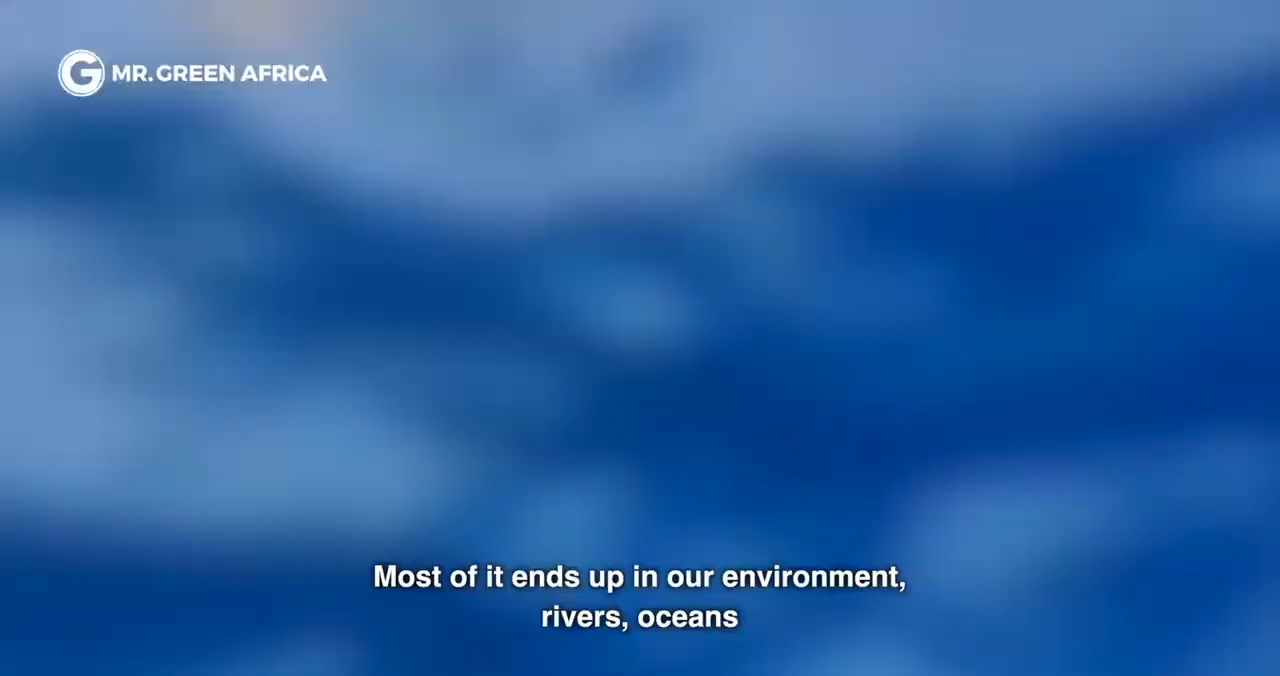 G MR. GREEN AFRICA
Most of it ends up in our environment,
rivers, oceans